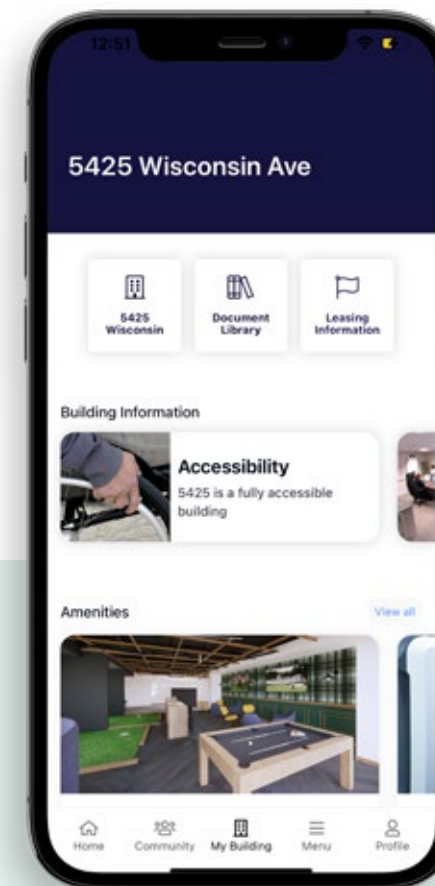 12:51
5425 Wisconsin Ave
5425
Wisconsin
Document
Library
Leasing
Information
Building Information
Accessibility
5425 is a fully accessible
building
Amenities
View all
Home
Community
My Building
Menu
Profile